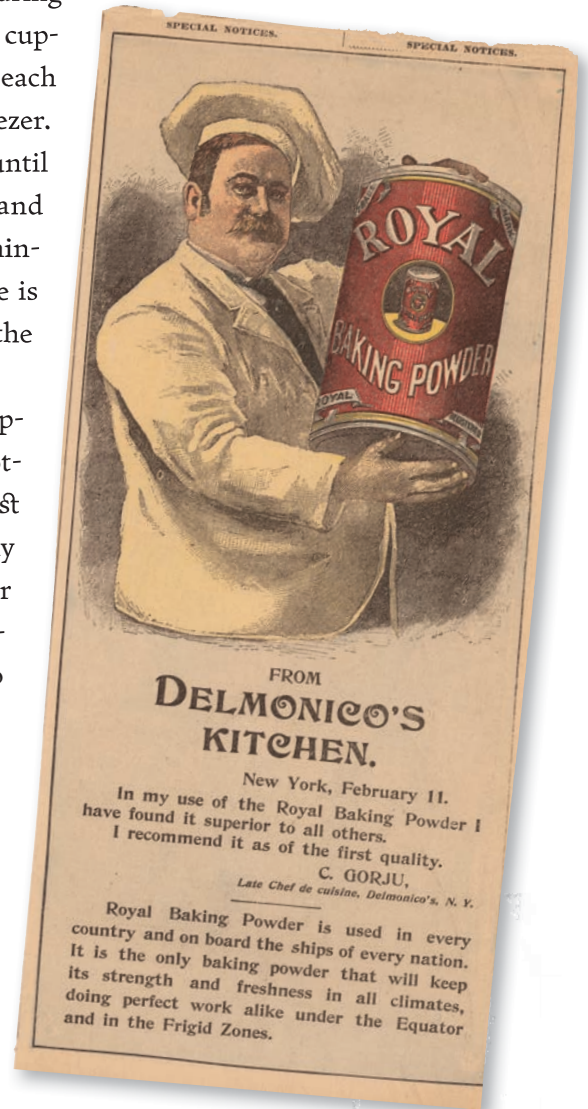 cup-
each
ezer.
until
and
e is
the
p-
ot-
st
y
r
SPECIAL NOTICES.
SPECIAL NOTICES.
ROYAL
BAKING POWDER
ROYAL
FROM
DELMONICO'S
KITCHEN.
New York, February 11.
In my use of the Royal Baking Powder I
have found it superior to all others.
I recommend it as of the first quality.
C. GORJU,
Late Chef de cuisine, Delmonico's, N. Y.
Royal Baking Powder is used in every
country and on board the ships of every nation.
It is the only baking powder that will keep
its strength and freshness in all climates,
doing perfect work alike under the Equator
and in the Frigid Zones.